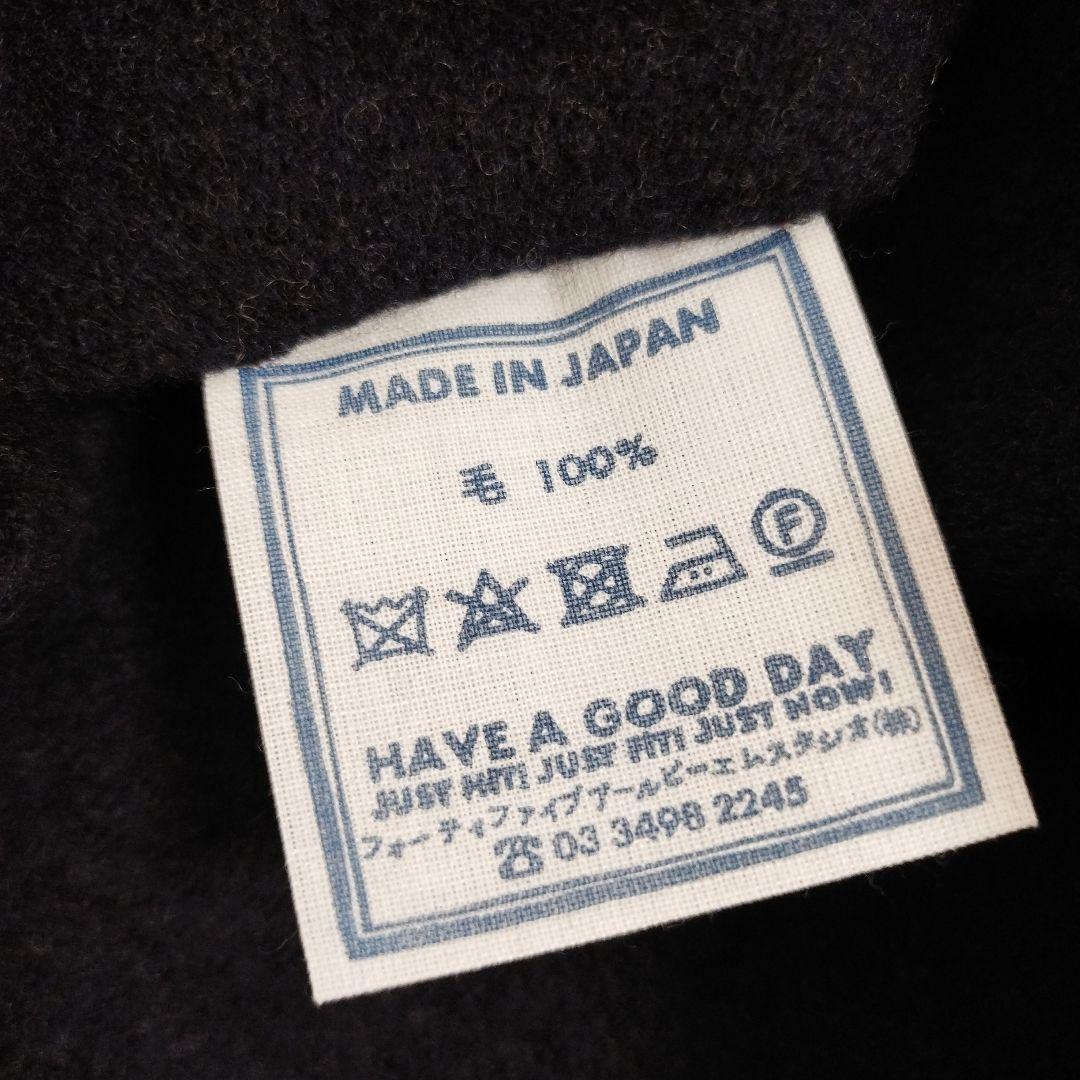 MADE IN JAPAN
毛 100%
F
HAVE A GOOD DAY,
JUST HIT! JUST FIT! JUST NOW!
フォーティファイブアールピーエムスタジオ(株)
☎ 03 3498 2245